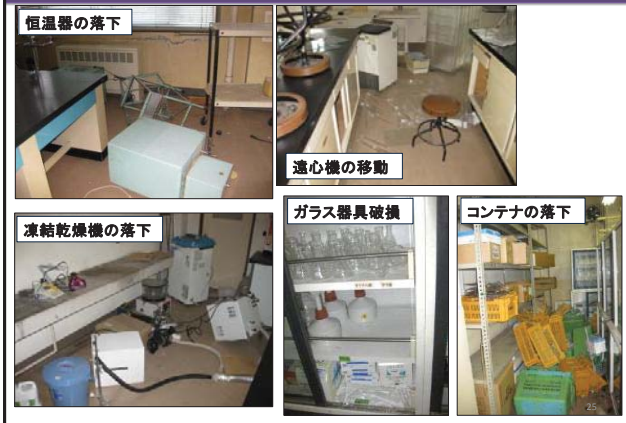 恒温器の落下
遠心機の移動
凍結乾燥機の落下
ガラス器具破損
コンテナの落下
25